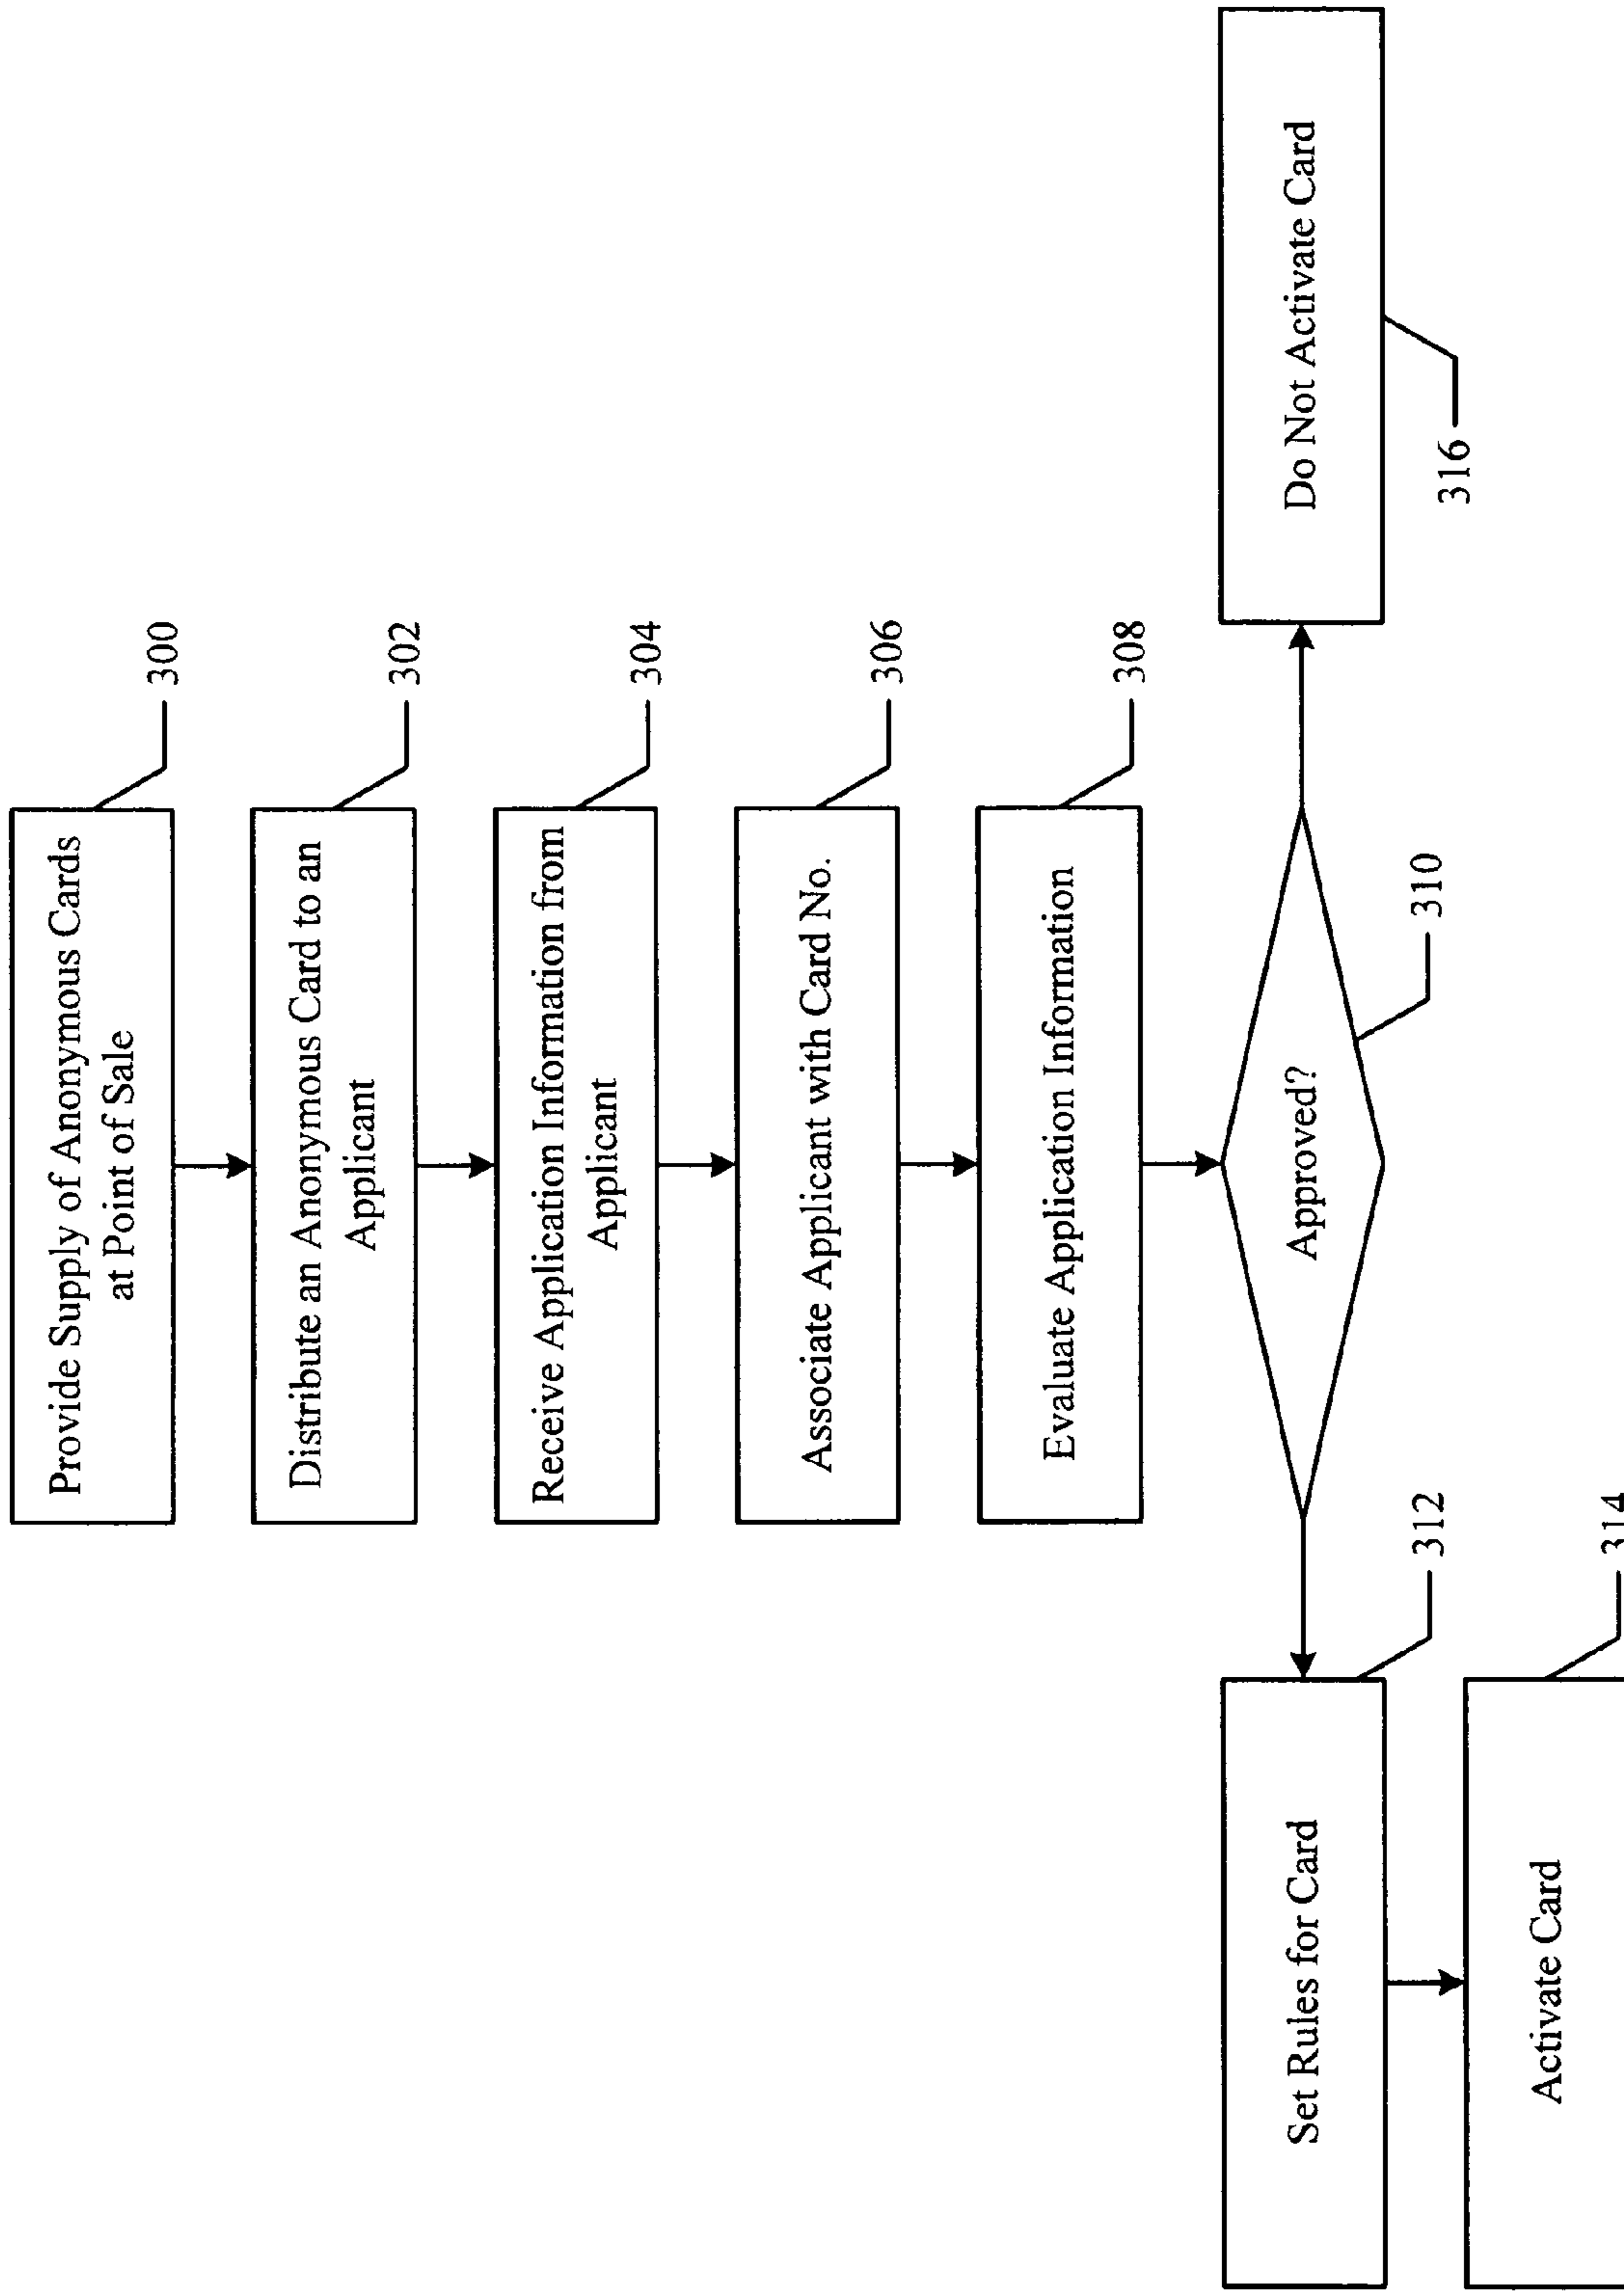 Provide Supply of Anonymous Cards
at Point of Sale
300
Distribute an Anonymous Card to an
Applicant
302
Receive Application Information from
Applicant
304
Associate Applicant with Card No.
306
Evaluate Application Information
308
Approved?
310
Set Rules for Card
312
Do Not Activate Card
316
Activate Card
314